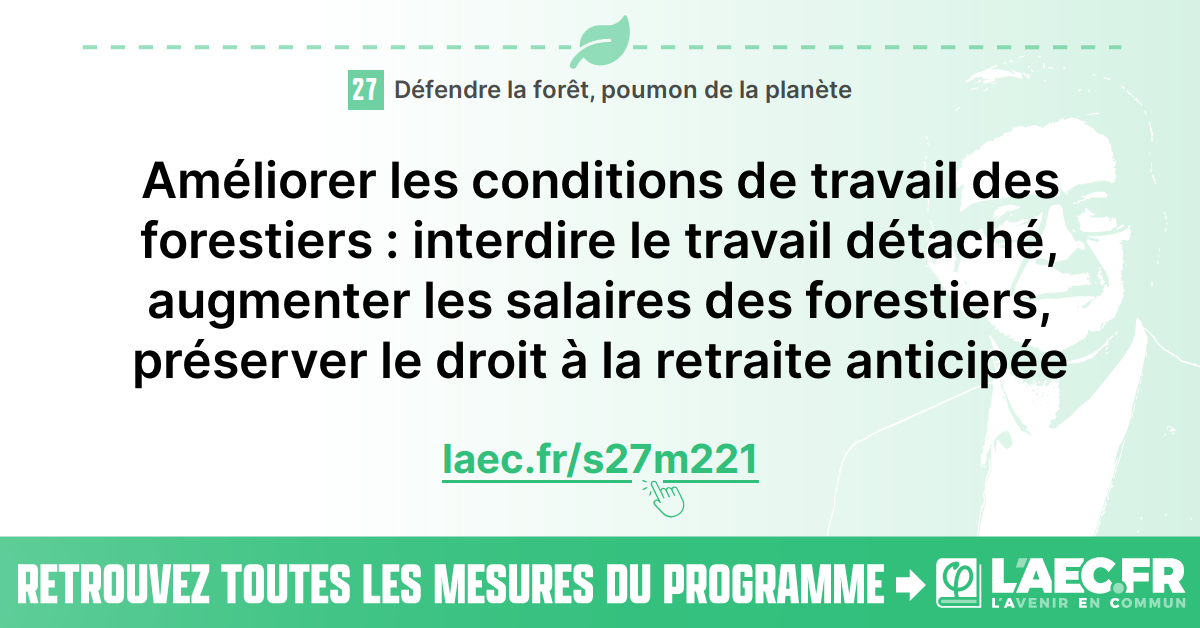 27 Défendre la forêt, poumon de la planète
Améliorer les conditions de travail des
forestiers : interdire le travail détaché,
augmenter les salaires des forestiers,
préserver le droit à la retraite anticipée
laec.fr/s27m221
RETROUVEZ TOUTES LES MESURES DU PROGRAMME
φ L'AEC.FR
L'AVENIR EN COMMUN